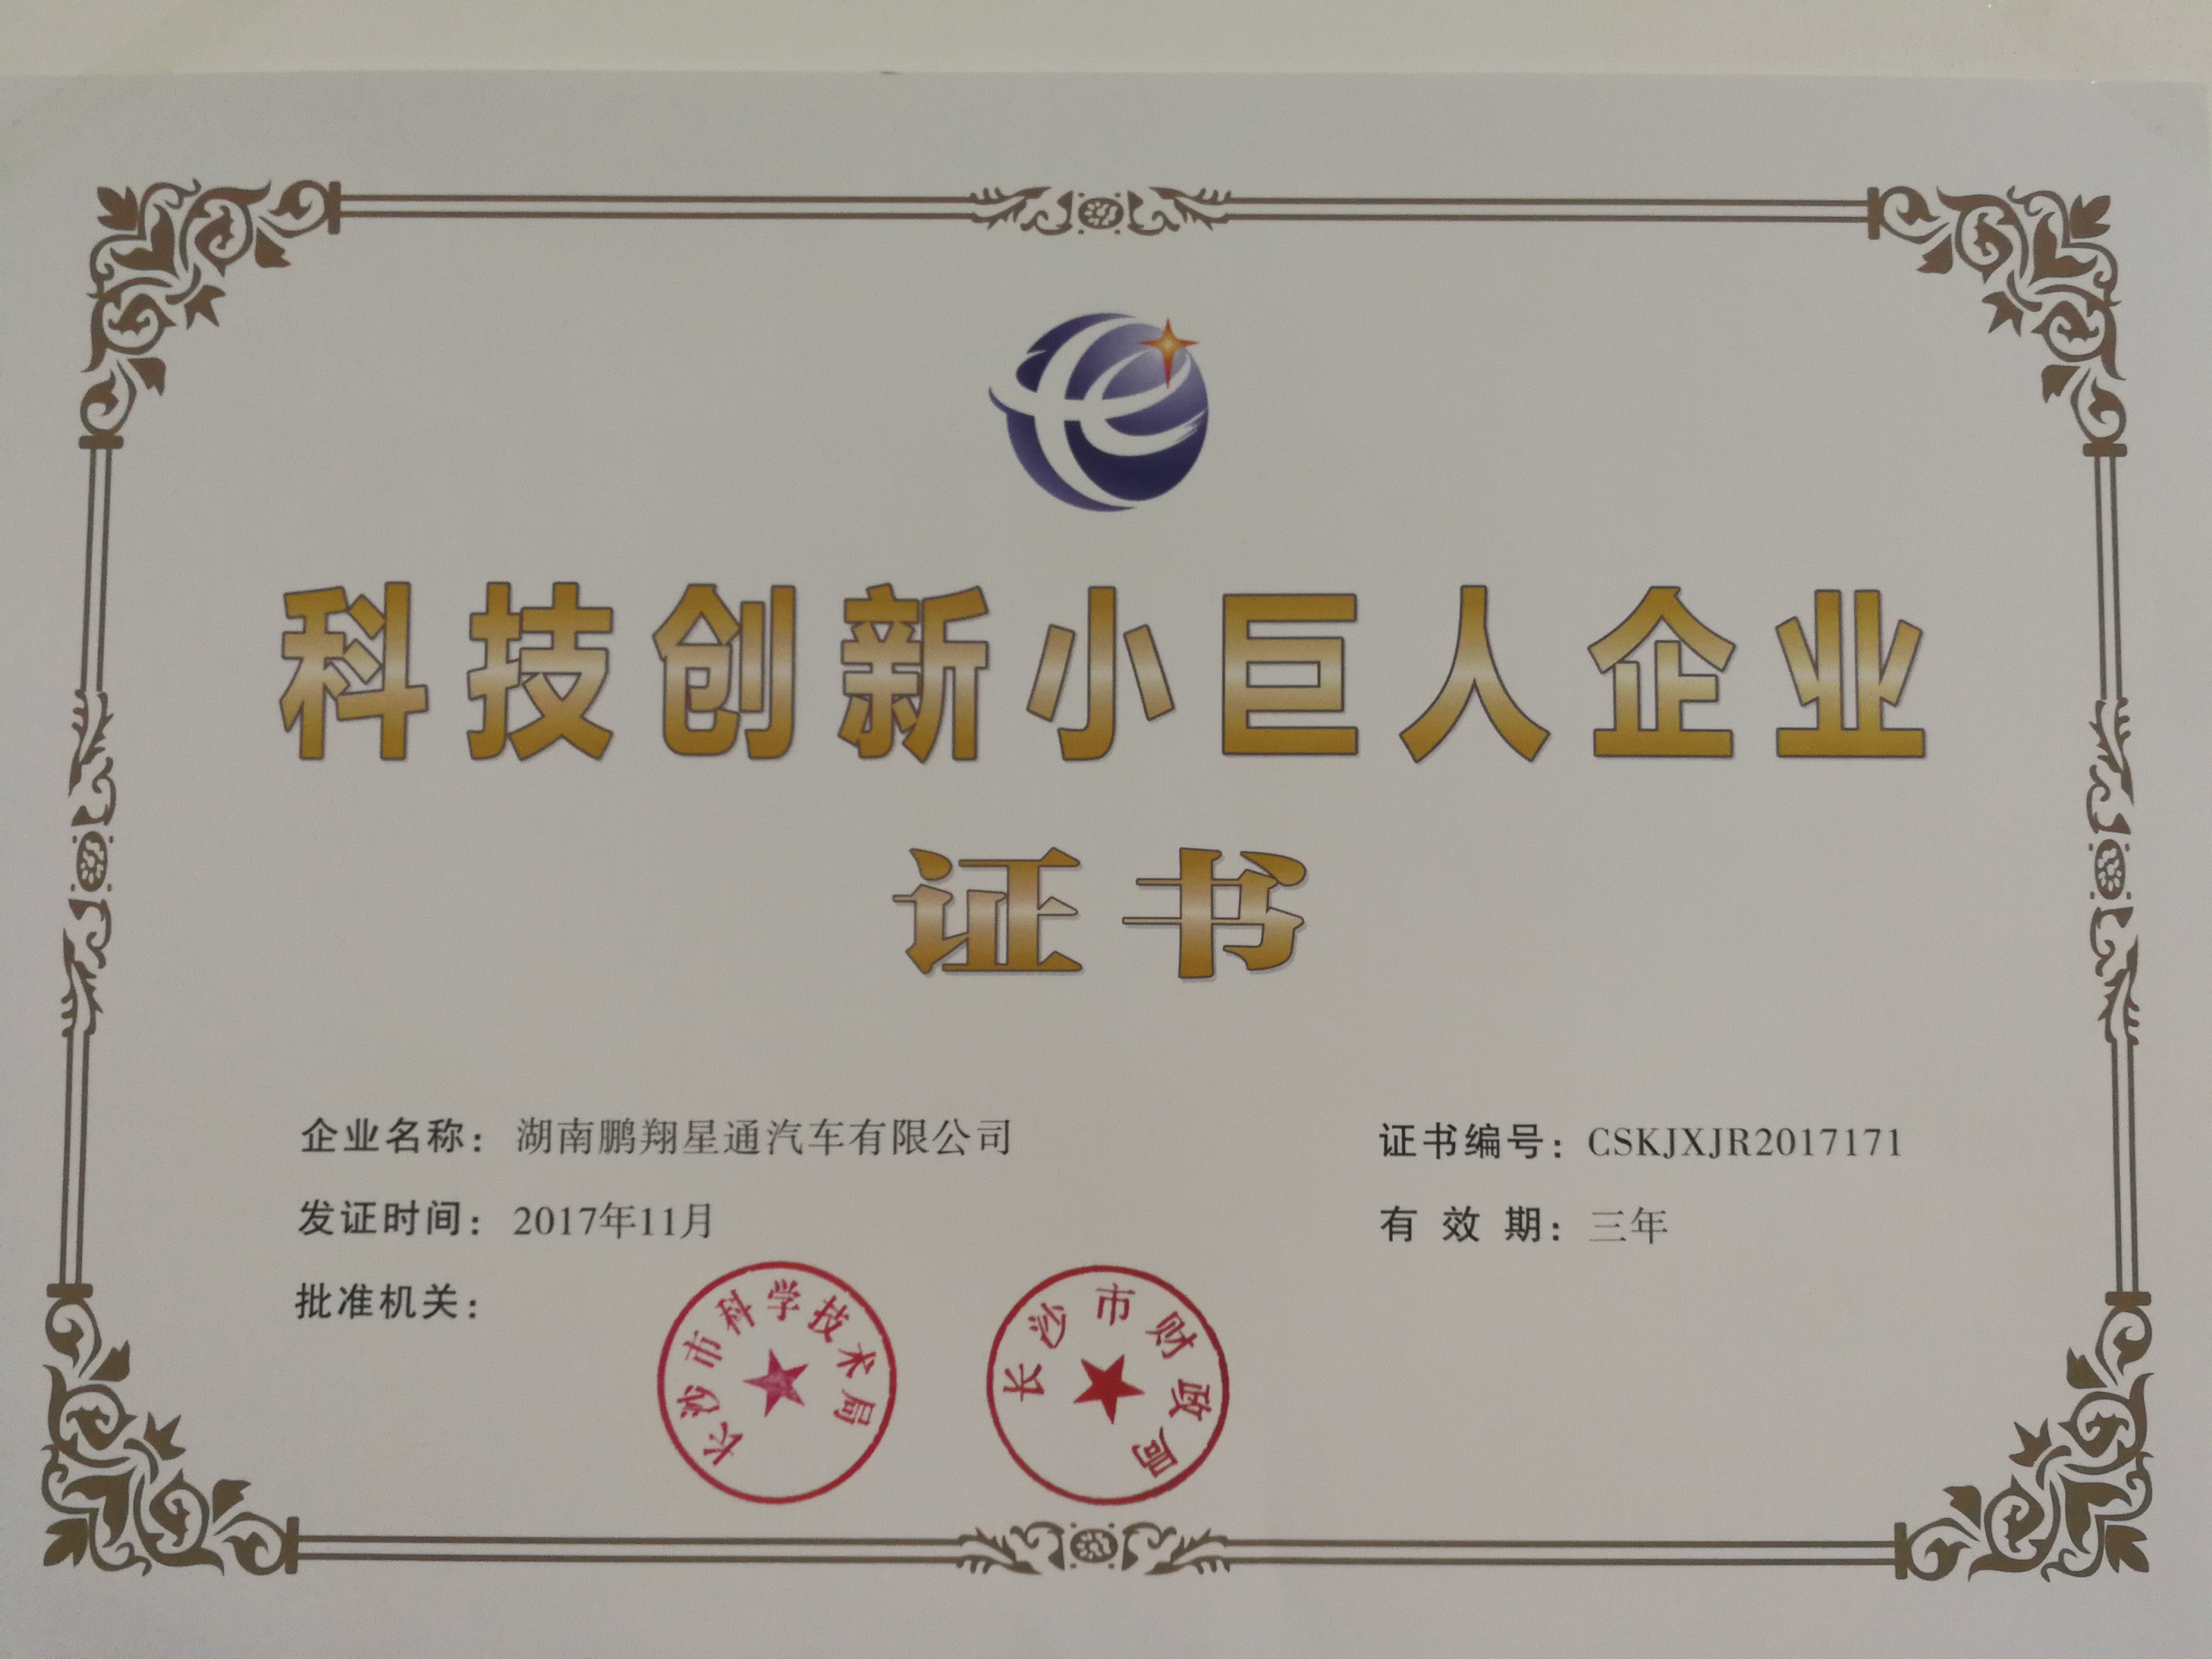 科技创新小巨人企业
证书
企业名称：湖南鹏翔星通汽车有限公司
证书编号：CSKJXJR2017171
发证时间：2017年11月
有效期：三年
批准机关：
长沙市科学技术局
长沙市财政局